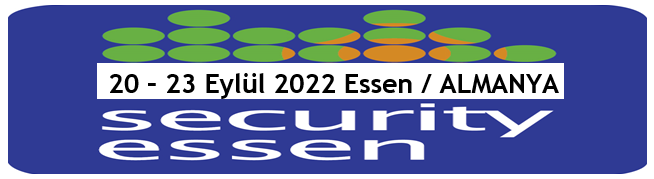 20 – 23 Eylül 2022 Essen / ALMANYA
security
essen